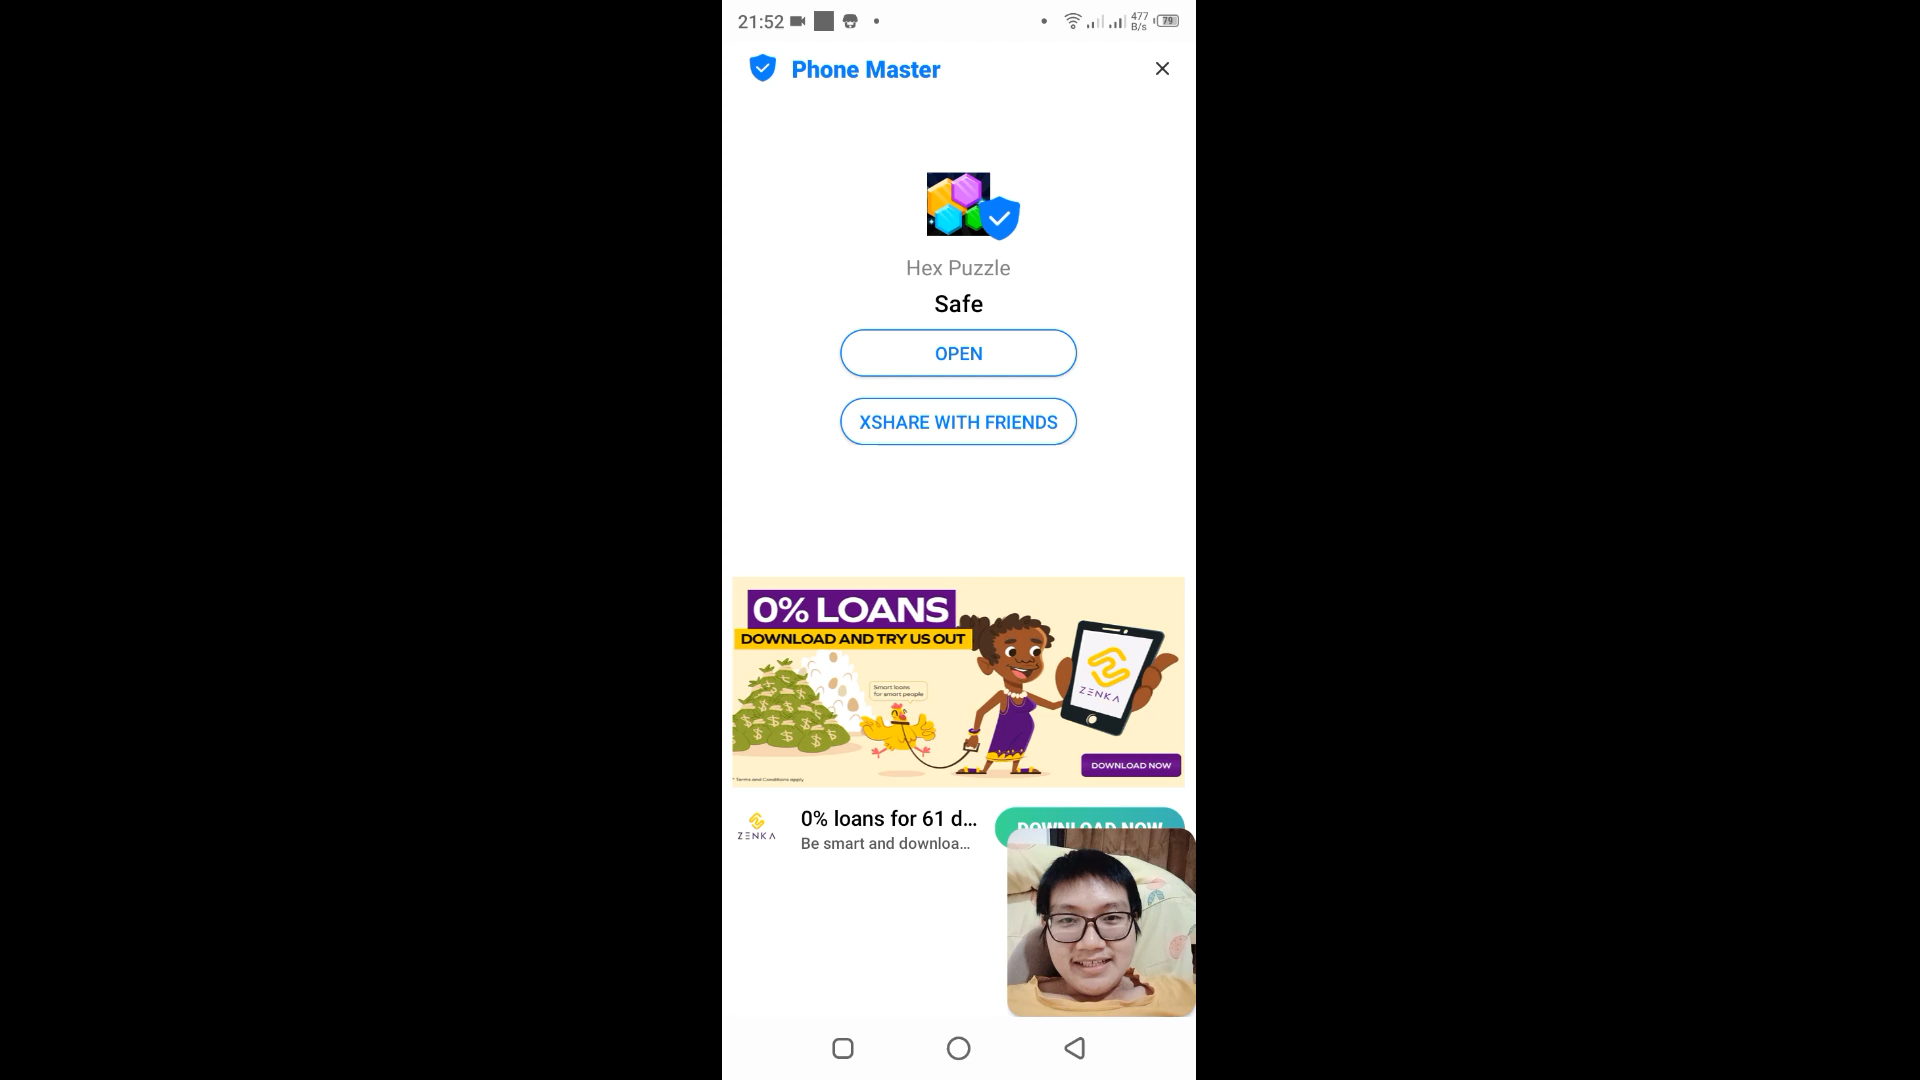 21:52
477
B/s
79
Phone Master
Hex Puzzle
Safe
OPEN
XSHARE WITH FRIENDS
0% LOANS
DOWNLOAD AND TRY US OUT
Smart loans
for smart people
ZENKA
DOWNLOAD NOW
* Terms and Conditions apply
ZENKA
0% loans for 61 d...
Be smart and downloa...
DOWNLOAD NOW